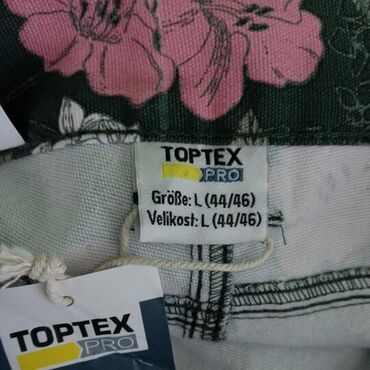 TOPTEX
PRO
Größe: L (44/46)
Velikost: L (44/46)
TOPTEX
PRO